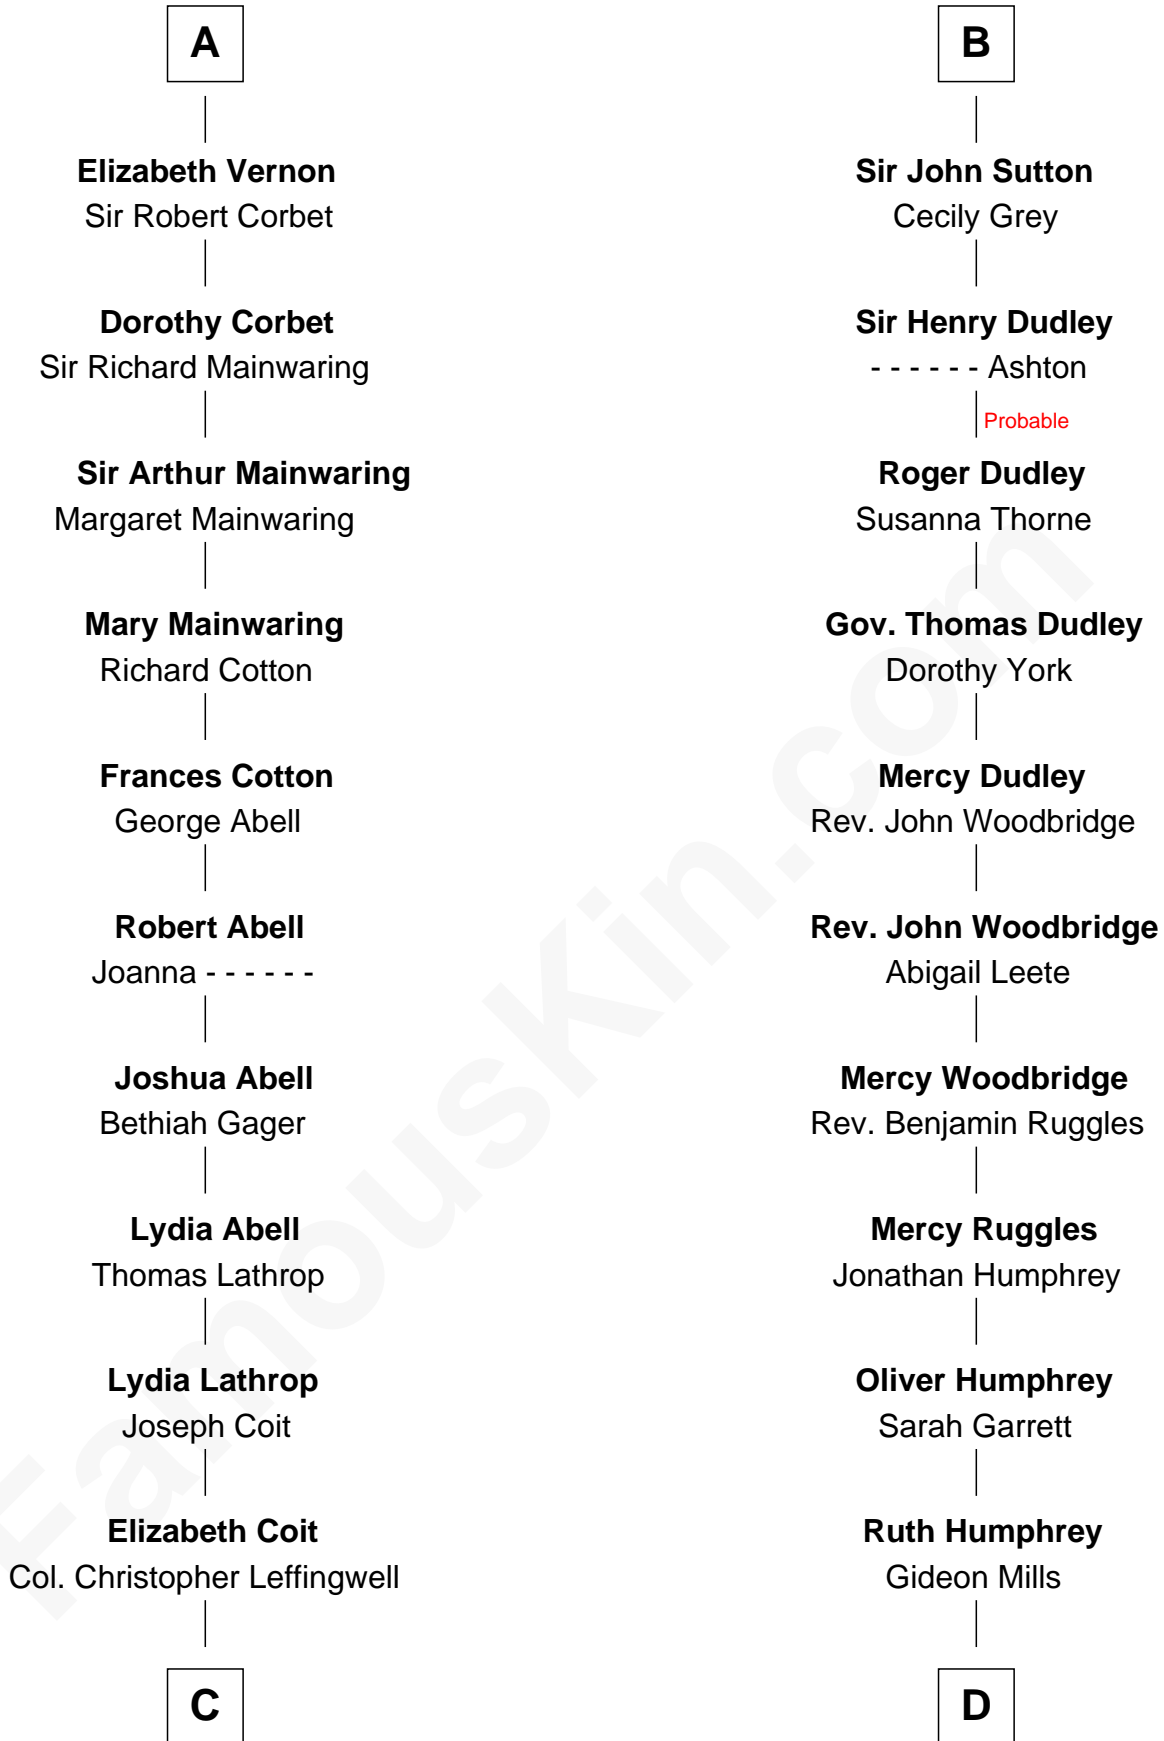 A
Elizabeth Vernon
Sir Robert Corbet
Dorothy Corbet
Sir Richard Mainwaring
Sir Arthur Mainwaring
Margaret Mainwaring
Mary Mainwaring
Richard Cotton
Frances Cotton
George Abell
Robert Abell
Joanna - - - - - -
Joshua Abell
Bethiah Gager
Lydia Abell
Thomas Lathrop
Lydia Lathrop
Joseph Coit
Elizabeth Coit
Col. Christopher Leffingwell
C
B
Sir John Sutton
Cecily Grey
Sir Henry Dudley
- - - - - - Ashton
Probable
Roger Dudley
Susanna Thorne
Gov. Thomas Dudley
Dorothy York
Mercy Dudley
Rev. John Woodbridge
Rev. John Woodbridge
Abigail Leete
Mercy Woodbridge
Rev. Benjamin Ruggles
Mercy Ruggles
Jonathan Humphrey
Oliver Humphrey
Sarah Garrett
Ruth Humphrey
Gideon Mills
D
FamousKin.com